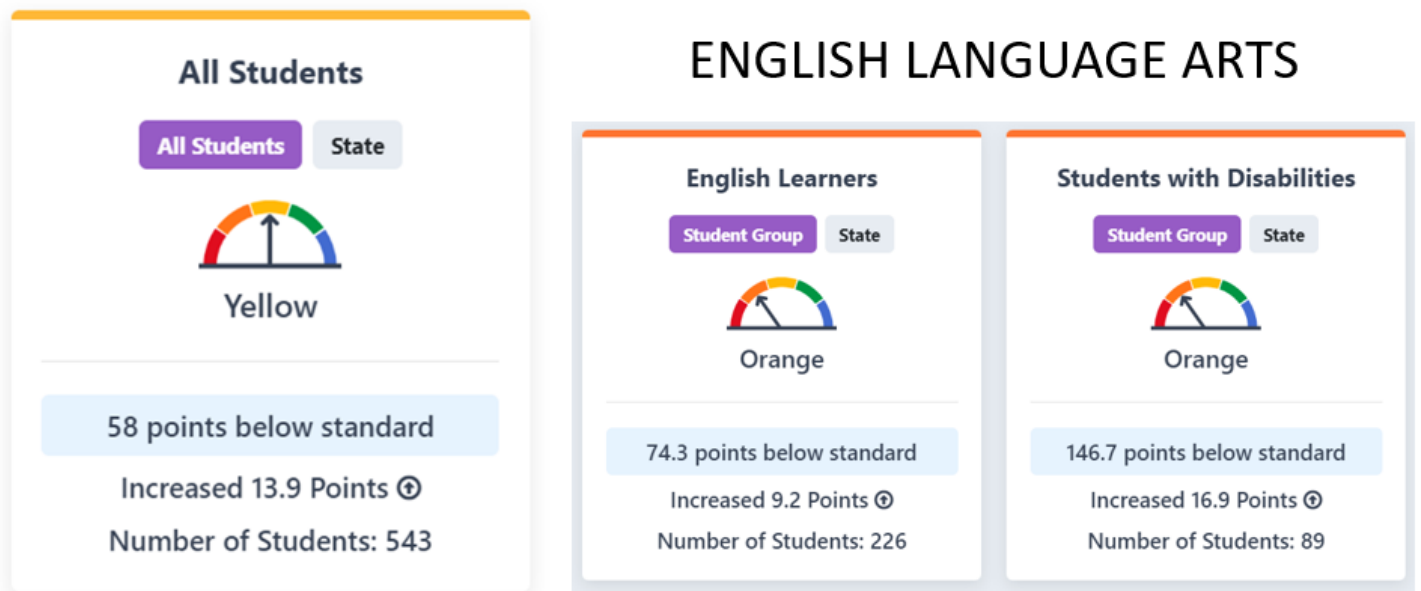 All Students
All Students State
Yellow
58 points below standard
Increased 13.9 Points
Number of Students: 543
ENGLISH LANGUAGE ARTS
English Learners
Student Group State
Orange
74.3 points below standard
Increased 9.2 Points
Number of Students: 226
Students with Disabilities
Student Group State
Orange
146.7 points below standard
Increased 16.9 Points
Number of Students: 89